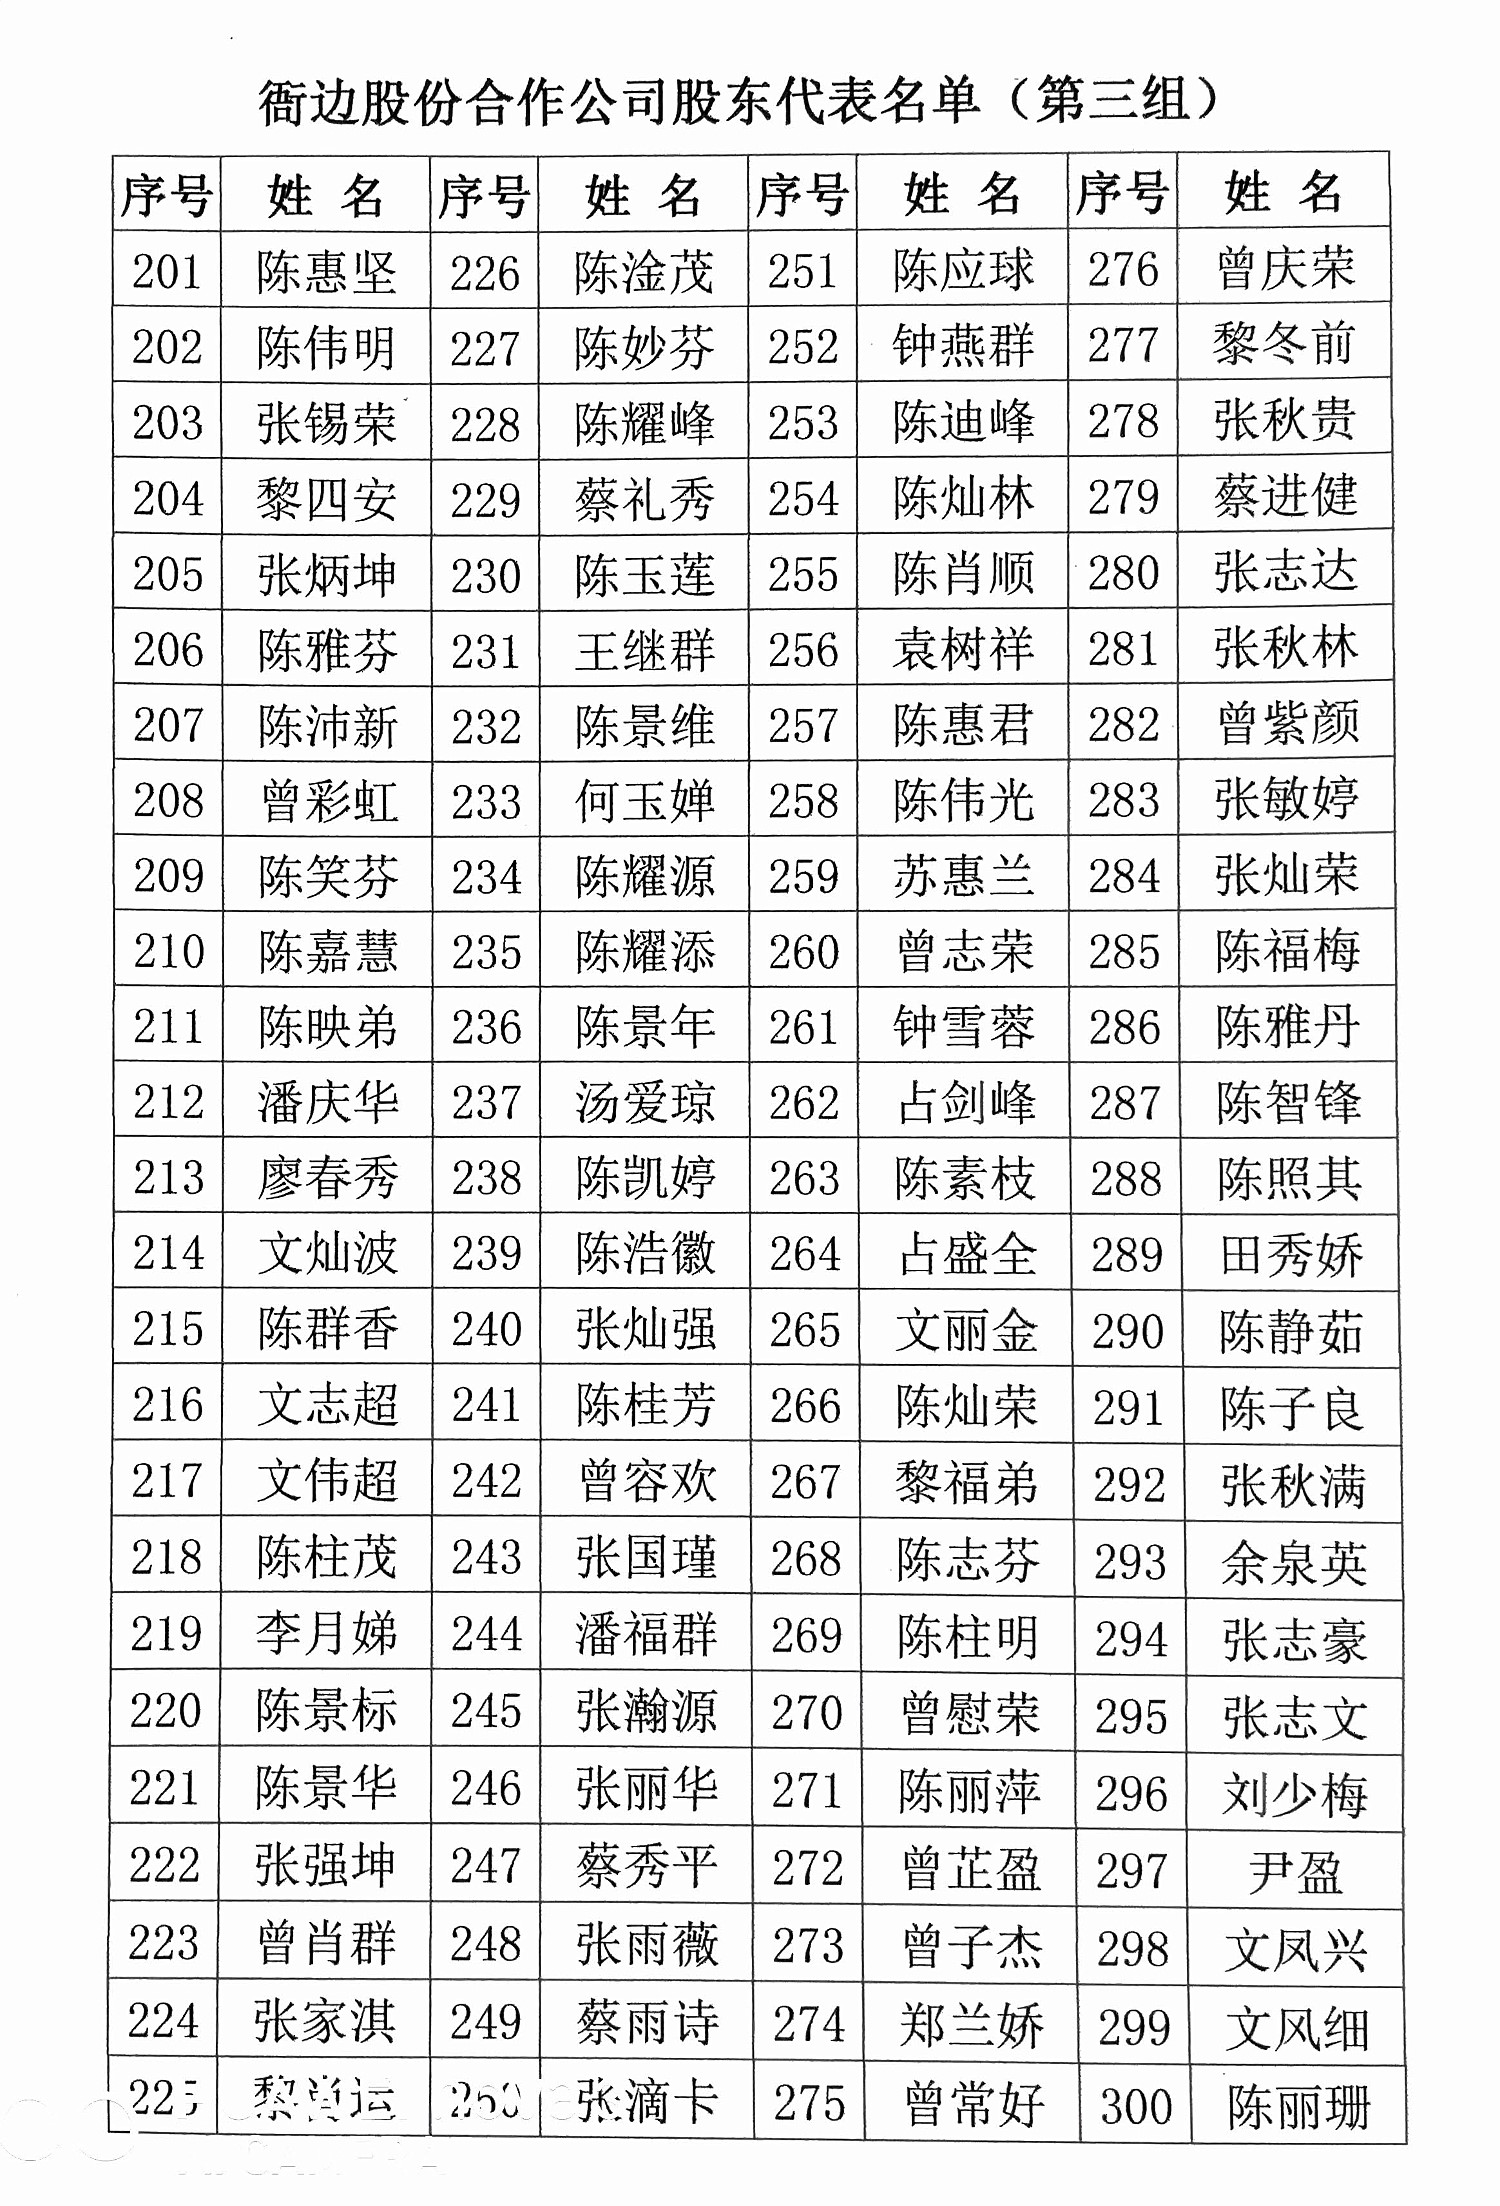 衙边股份合作公司股东代表名单（第三组）
序号 姓 名 序号 姓 名 序号 姓 名 序号 姓 名
201 陈惠坚 226 陈淦茂 251 陈应球 276 曾庆荣
202 陈伟明 227 陈妙芬 252 钟燕群 277 黎冬前
203 张锡荣 228 陈耀峰 253 陈迪峰 278 张秋贵
204 黎四安 229 蔡礼秀 254 陈灿林 279 蔡进健
205 张炳坤 230 陈玉莲 255 陈肖顺 280 张志达
206 陈雅芬 231 王继群 256 袁树祥 281 张秋林
207 陈沛新 232 陈景维 257 陈惠君 282 曾紫颜
208 曾彩虹 233 何玉婵 258 陈伟光 283 张敏婷
209 陈笑芬 234 陈耀源 259 苏惠兰 284 张灿荣
210 陈嘉慧 235 陈耀添 260 曾志荣 285 陈福梅
211 陈映弟 236 陈景年 261 钟雪蓉 286 陈雅丹
212 潘庆华 237 汤爱琼 262 占剑峰 287 陈智锋
213 廖春秀 238 陈凯婷 263 陈素枝 288 陈照其
214 文灿波 239 陈浩徽 264 占盛全 289 田秀娇
215 陈群香 240 张灿强 265 文丽金 290 陈静茹
216 文志超 241 陈桂芳 266 陈灿荣 291 陈子良
217 文伟超 242 曾容欢 267 黎福弟 292 张秋满
218 陈柱茂 243 张国瑾 268 陈志芬 293 余泉英
219 李月娣 244 潘福群 269 陈柱明 294 张志豪
220 陈景标 245 张瀚源 270 曾慰荣 295 张志文
221 陈景华 246 张丽华 271 陈丽萍 296 刘少梅
222 张强坤 247 蔡秀平 272 曾芷盈 297 尹盈
223 曾肖群 248 张雨薇 273 曾子杰 298 文凤兴
224 张家淇 249 蔡雨诗 274 郑兰娇 299 文风细
225 黎肖运 250 张滴卡 275 曾常好 300 陈丽珊